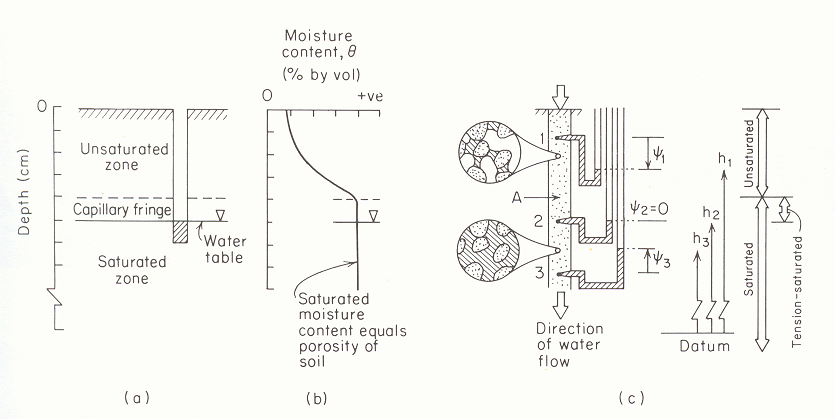 Moisture
content, θ
(% by vol)
0
+ve
0
Depth (cm)
Unsaturated
zone
Capillary fringe
Water
table
Saturated
zone
Saturated
moisture
content equals
porosity of
soil
1
A
2
3
ψ1
ψ2=0
ψ3
h1
h2
h3
Datum
Direction
of water
flow
Unsaturated
Saturated
Tension-saturated
(a)
(b)
(c)